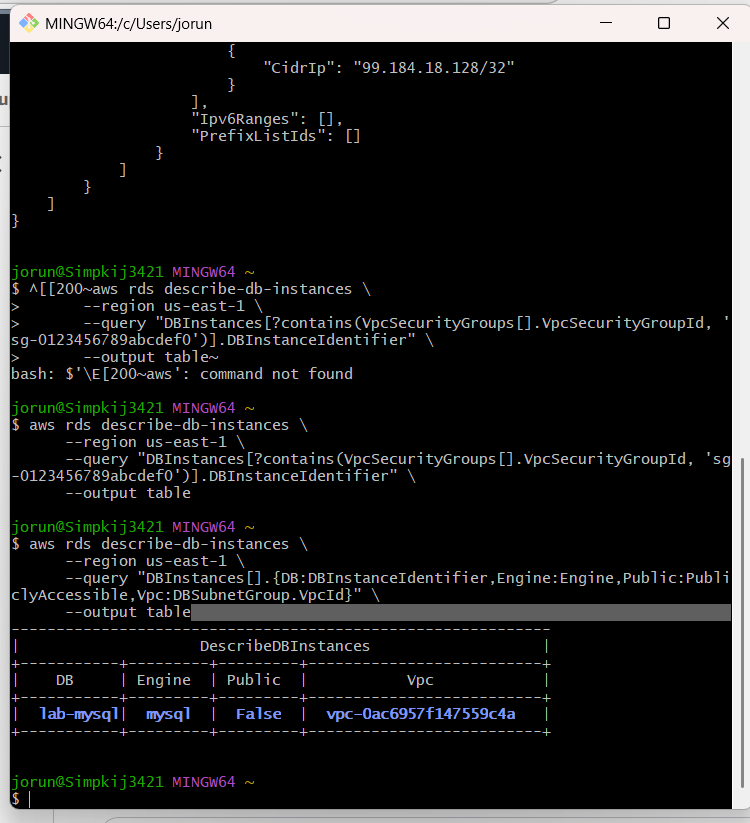 MINGW64:/c/Users/jorun
{
"CidrIp": "99.184.18.128/32"
}
],
"Ipv6Ranges": [],
"PrefixListIds": []
}
]
}
]
}
jorun@Simpkij3421 MINGW64 ~
$ ^[[200~aws rds describe-db-instances \
>       --region us-east-1 \
>       --query "DBInstances[?contains(VpcSecurityGroups[].VpcSecurityGroupId, '
sg-0123456789abcdef0')].DBInstanceIdentifier" \
>       --output table~
bash: $'\E[200~aws': command not found
jorun@Simpkij3421 MINGW64 ~
$ aws rds describe-db-instances \
      --region us-east-1 \
      --query "DBInstances[?contains(VpcSecurityGroups[].VpcSecurityGroupId, 'sg
-0123456789abcdef0')].DBInstanceIdentifier" \
      --output table
jorun@Simpkij3421 MINGW64 ~
$ aws rds describe-db-instances \
      --region us-east-1 \
      --query "DBInstances[].{DB:DBInstanceIdentifier,Engine:Engine,Public:Publi
clyAccessible,Vpc:DBSubnetGroup.VpcId}" \
      --output table
------------------------------------------------------------
|                    DescribeDBInstances                   |
+-----------+---------+---------+--------------------------+
|    DB     | Engine  | Public  |           Vpc            |
+-----------+---------+---------+--------------------------+
|  lab-mysql|  mysql  |  False  |  vpc-0ac6957f147559c4a   |
+-----------+---------+---------+--------------------------+
jorun@Simpkij3421 MINGW64 ~
$